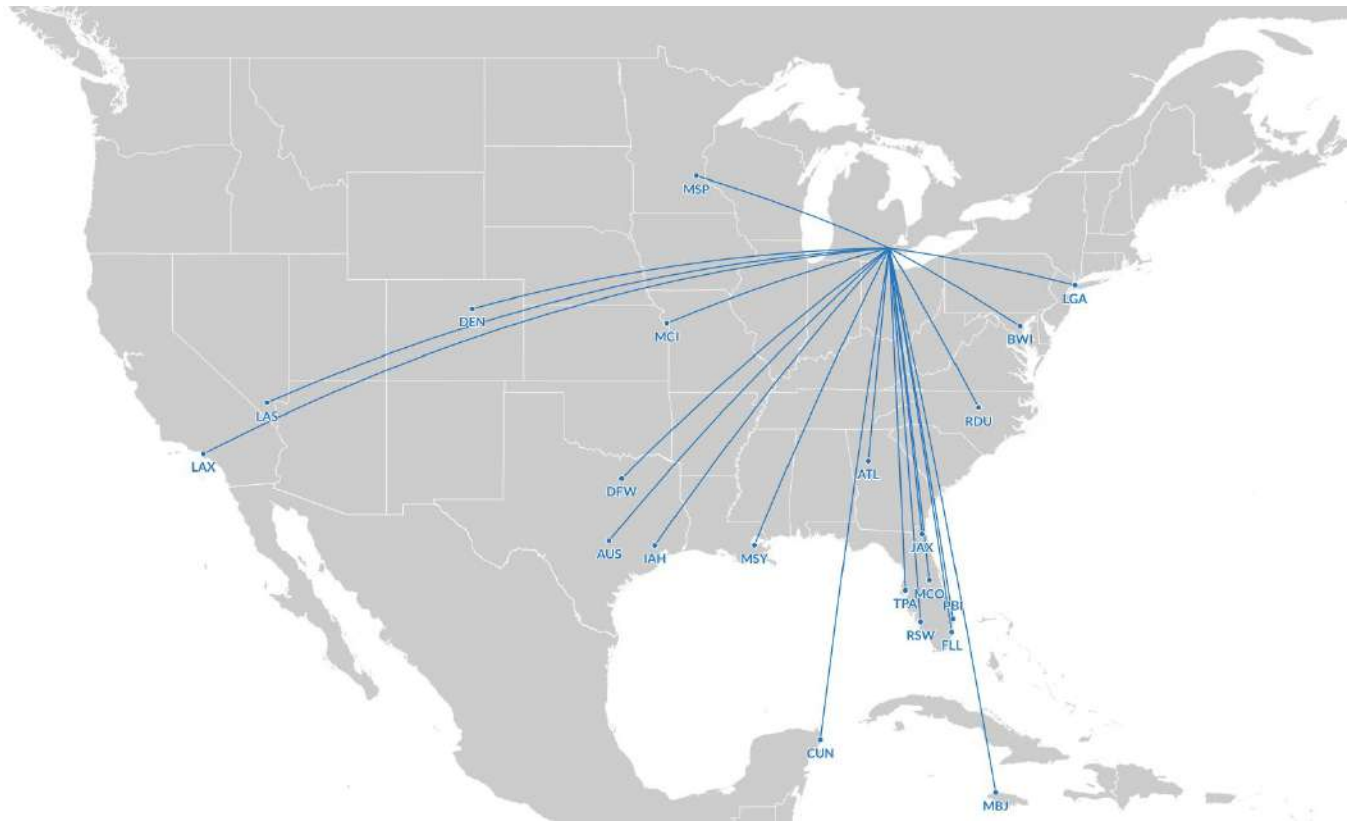 MSP
LGA
DEN
MCI
BWI
LAS
RDU
LAX
ATL
DFW
JAX
AUS
IAH
MSY
MCO
TPA
PBI
RSW
FLL
CUN
MBJ